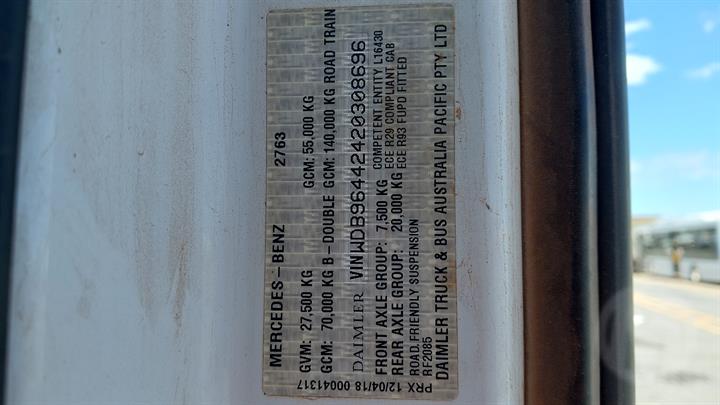 MERCEDES-BENZ 2763
GVM: 27,500 KG GCM: 55,000 KG
GCM: 70,000 KG B-DOUBLE GCM: 140,000 KG ROAD TRAIN
DAIMLER VINWDB96442420308696
FRONT AXLE GROUP: 7,500 KG COMPETENT ENTITY L16430
REAR AXLE GROUP: 20,000 KG ECE R29 COMPLIANT CAB
ROAD FRIENDLY SUSPENSION ECE R93 FUPD FITTED
RF2085
DAIMLER TRUCK & BUS AUSTRALIA PACIFIC PTY LTD
PRX 12/04/18 00041317